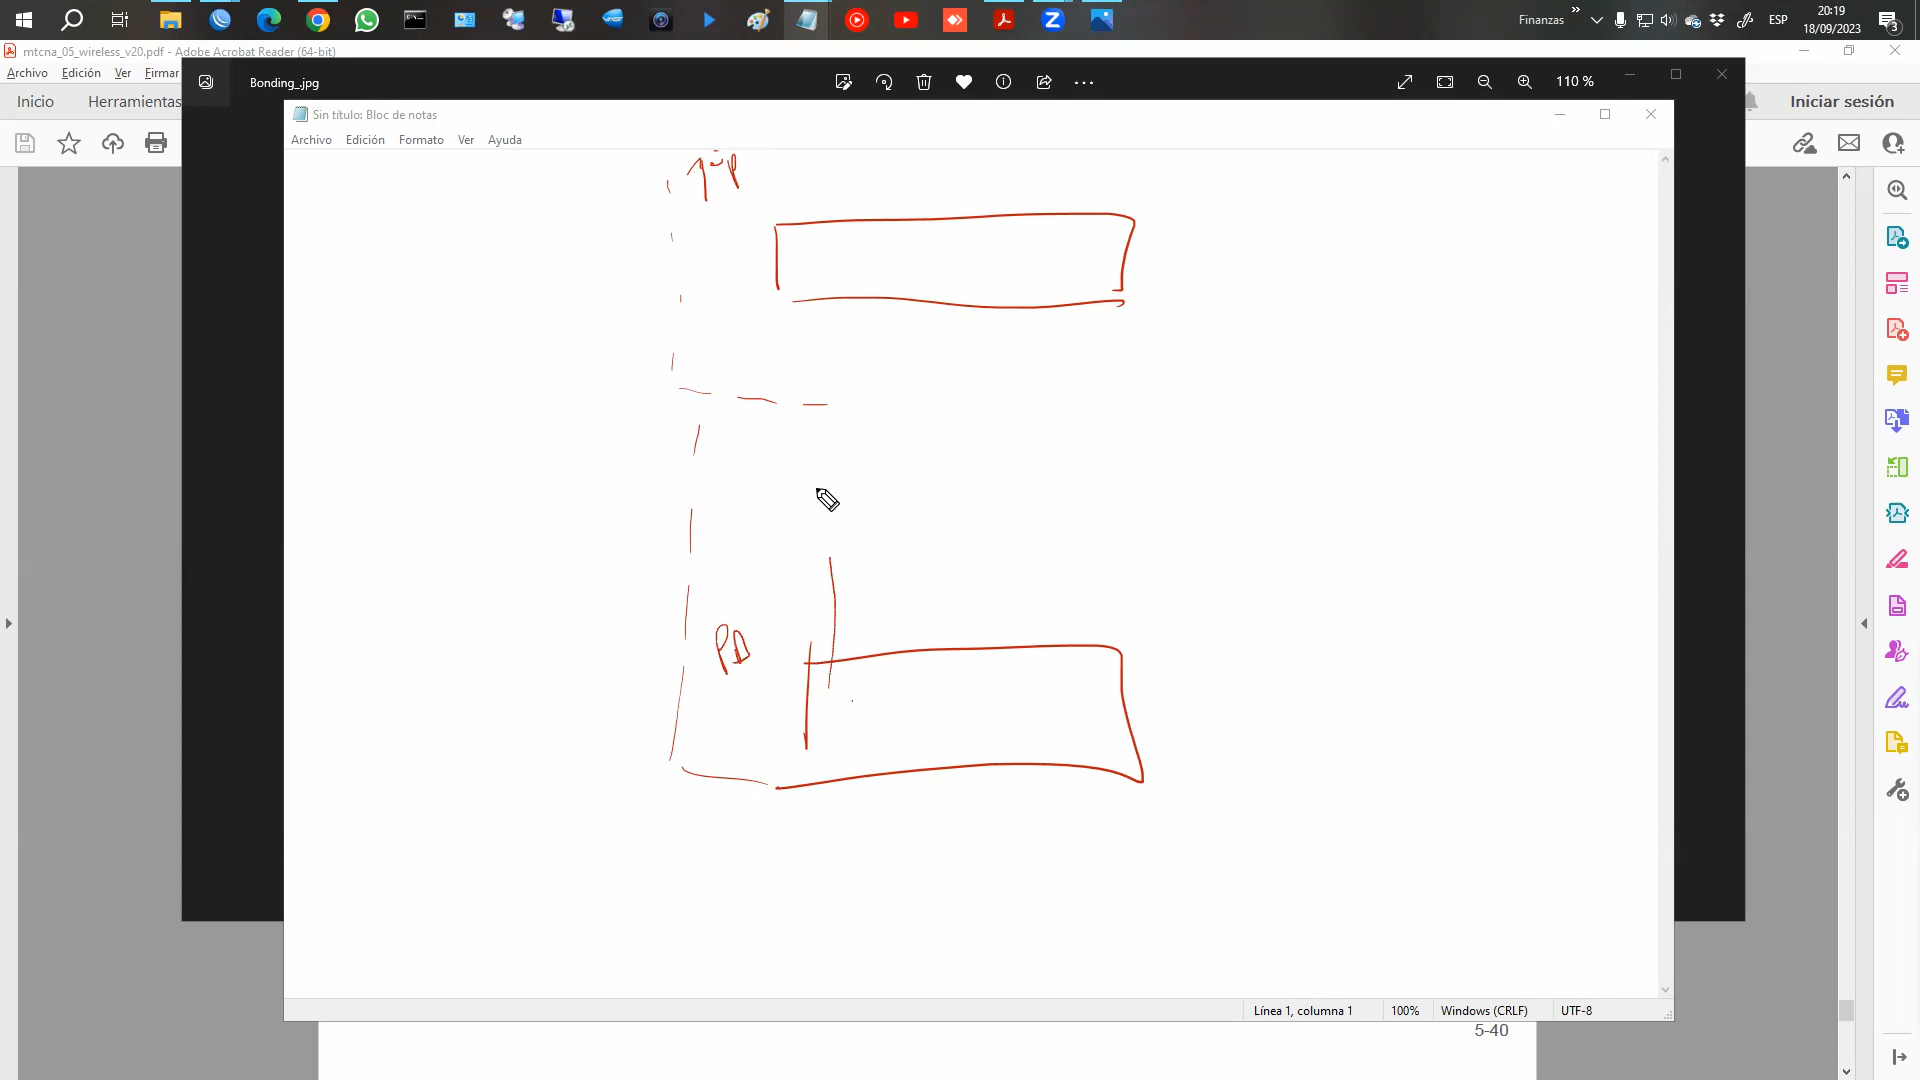 Finanzas
»
ESP
20:19
18/09/2023
3
mtcna_05_wireless_v20.pdf - Adobe Acrobat Reader (64-bit)
Archivo Edición Ver Firmar
Inicio Herramientas
Iniciar sesión
Bonding_.jpg
110 %
Sin título: Bloc de notas
Archivo Edición Formato Ver Ayuda
PD
Línea 1, columna 1 100% Windows (CRLF) UTF-8
5-40